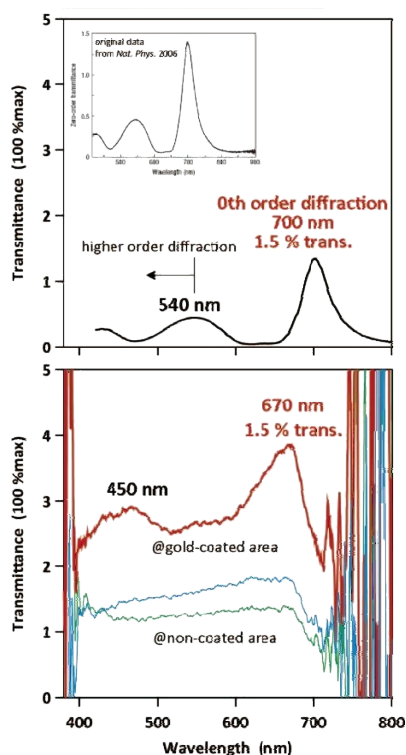 5
4
3
2
1
0
Transmittance (100 %max)
original data
from Nat. Phys. 2006
1.5
1.0
0.5
0
Zero-order transmittance
600
700
800
Wavelength (nm)
0th order diffraction
700 nm
1.5 % trans.
higher order diffraction
540 nm
5
4
3
2
1
0
Transmittance (100 %max)
670 nm
1.5 % trans.
450 nm
@gold-coated area
@non-coated area
400
500
600
700
800
Wavelength (nm)